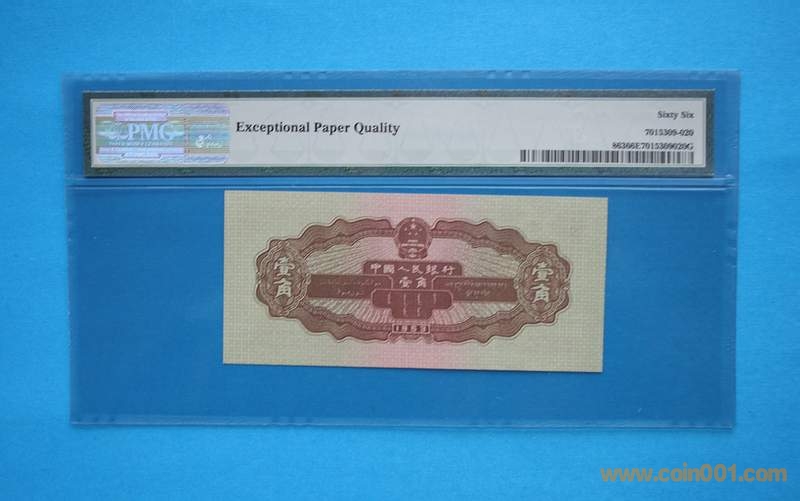 PMG
Exceptional Paper Quality
Sixty Six
7015309-020
86366E7015309020G
中國人民銀行
壹角
壹角
壹角
1953
www.coin001.com